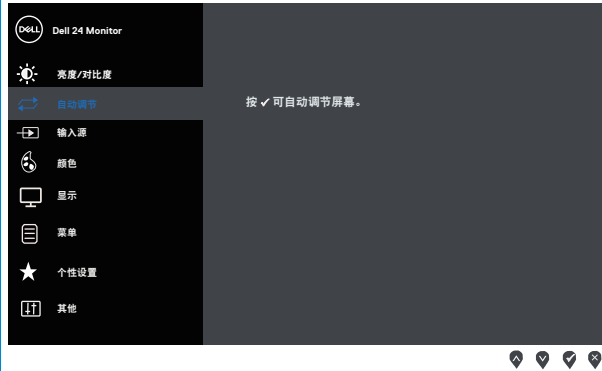 DELL Dell 24 Monitor
亮度/对比度
自动调节
按 ✓ 可自动调节屏幕。
输入源
颜色
显示
菜单
个性设置
其他